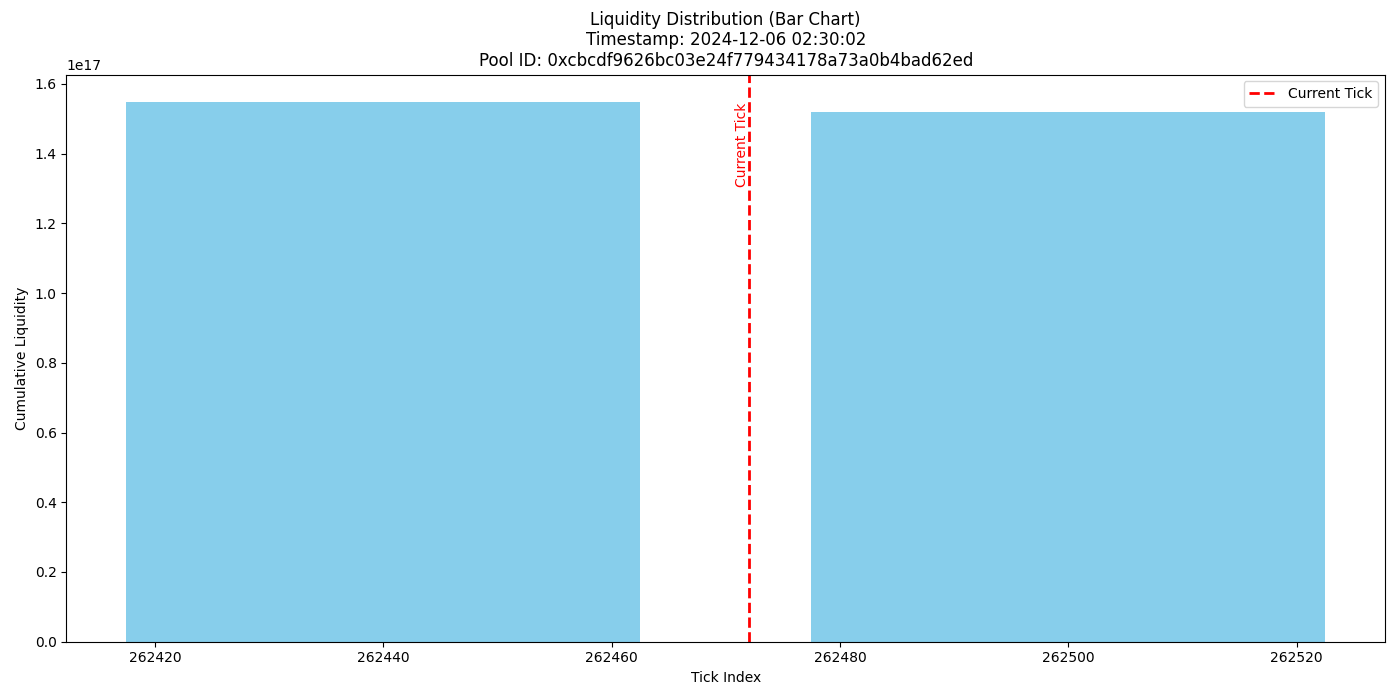 Liquidity Distribution (Bar Chart)
Timestamp: 2024-12-06 02:30:02
Pool ID: 0xcbcdf9626bc03e24f779434178a73a0b4bad62ed
1e17
1.6
1.4
1.2
1.0
0.8
0.6
0.4
0.2
0.0
Cumulative Liquidity
Current Tick
Current Tick
262420 262440 262460 262480 262500 262520
Tick Index